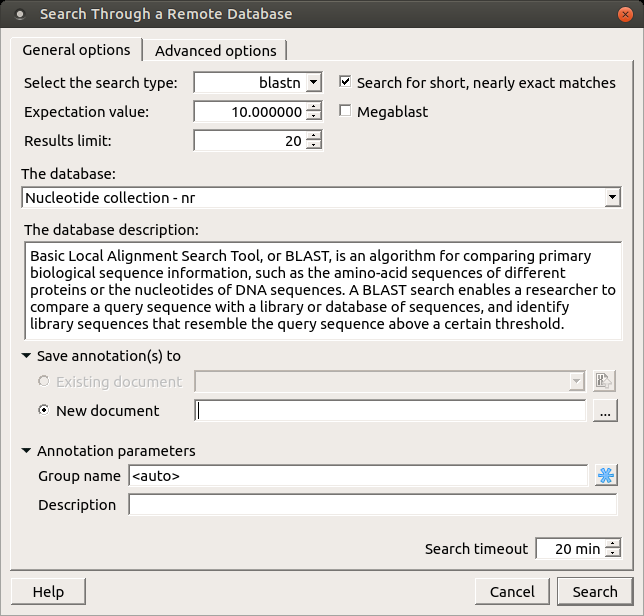 Search Through a Remote Database
General options
Advanced options
Select the search type: blastn Search for short, nearly exact matches
Expectation value: 10.000000 Megablast
Results limit: 20
The database:
Nucleotide collection - nr
The database description:
Basic Local Alignment Search Tool, or BLAST, is an algorithm for comparing primary
biological sequence information, such as the amino-acid sequences of different
proteins or the nucleotides of DNA sequences. A BLAST search enables a researcher to
compare a query sequence with a library or database of sequences, and identify
library sequences that resemble the query sequence above a certain threshold.
Save annotation(s) to
Existing document
New document ...
Annotation parameters
Group name <auto>
Description
Search timeout 20 min
Help Cancel Search